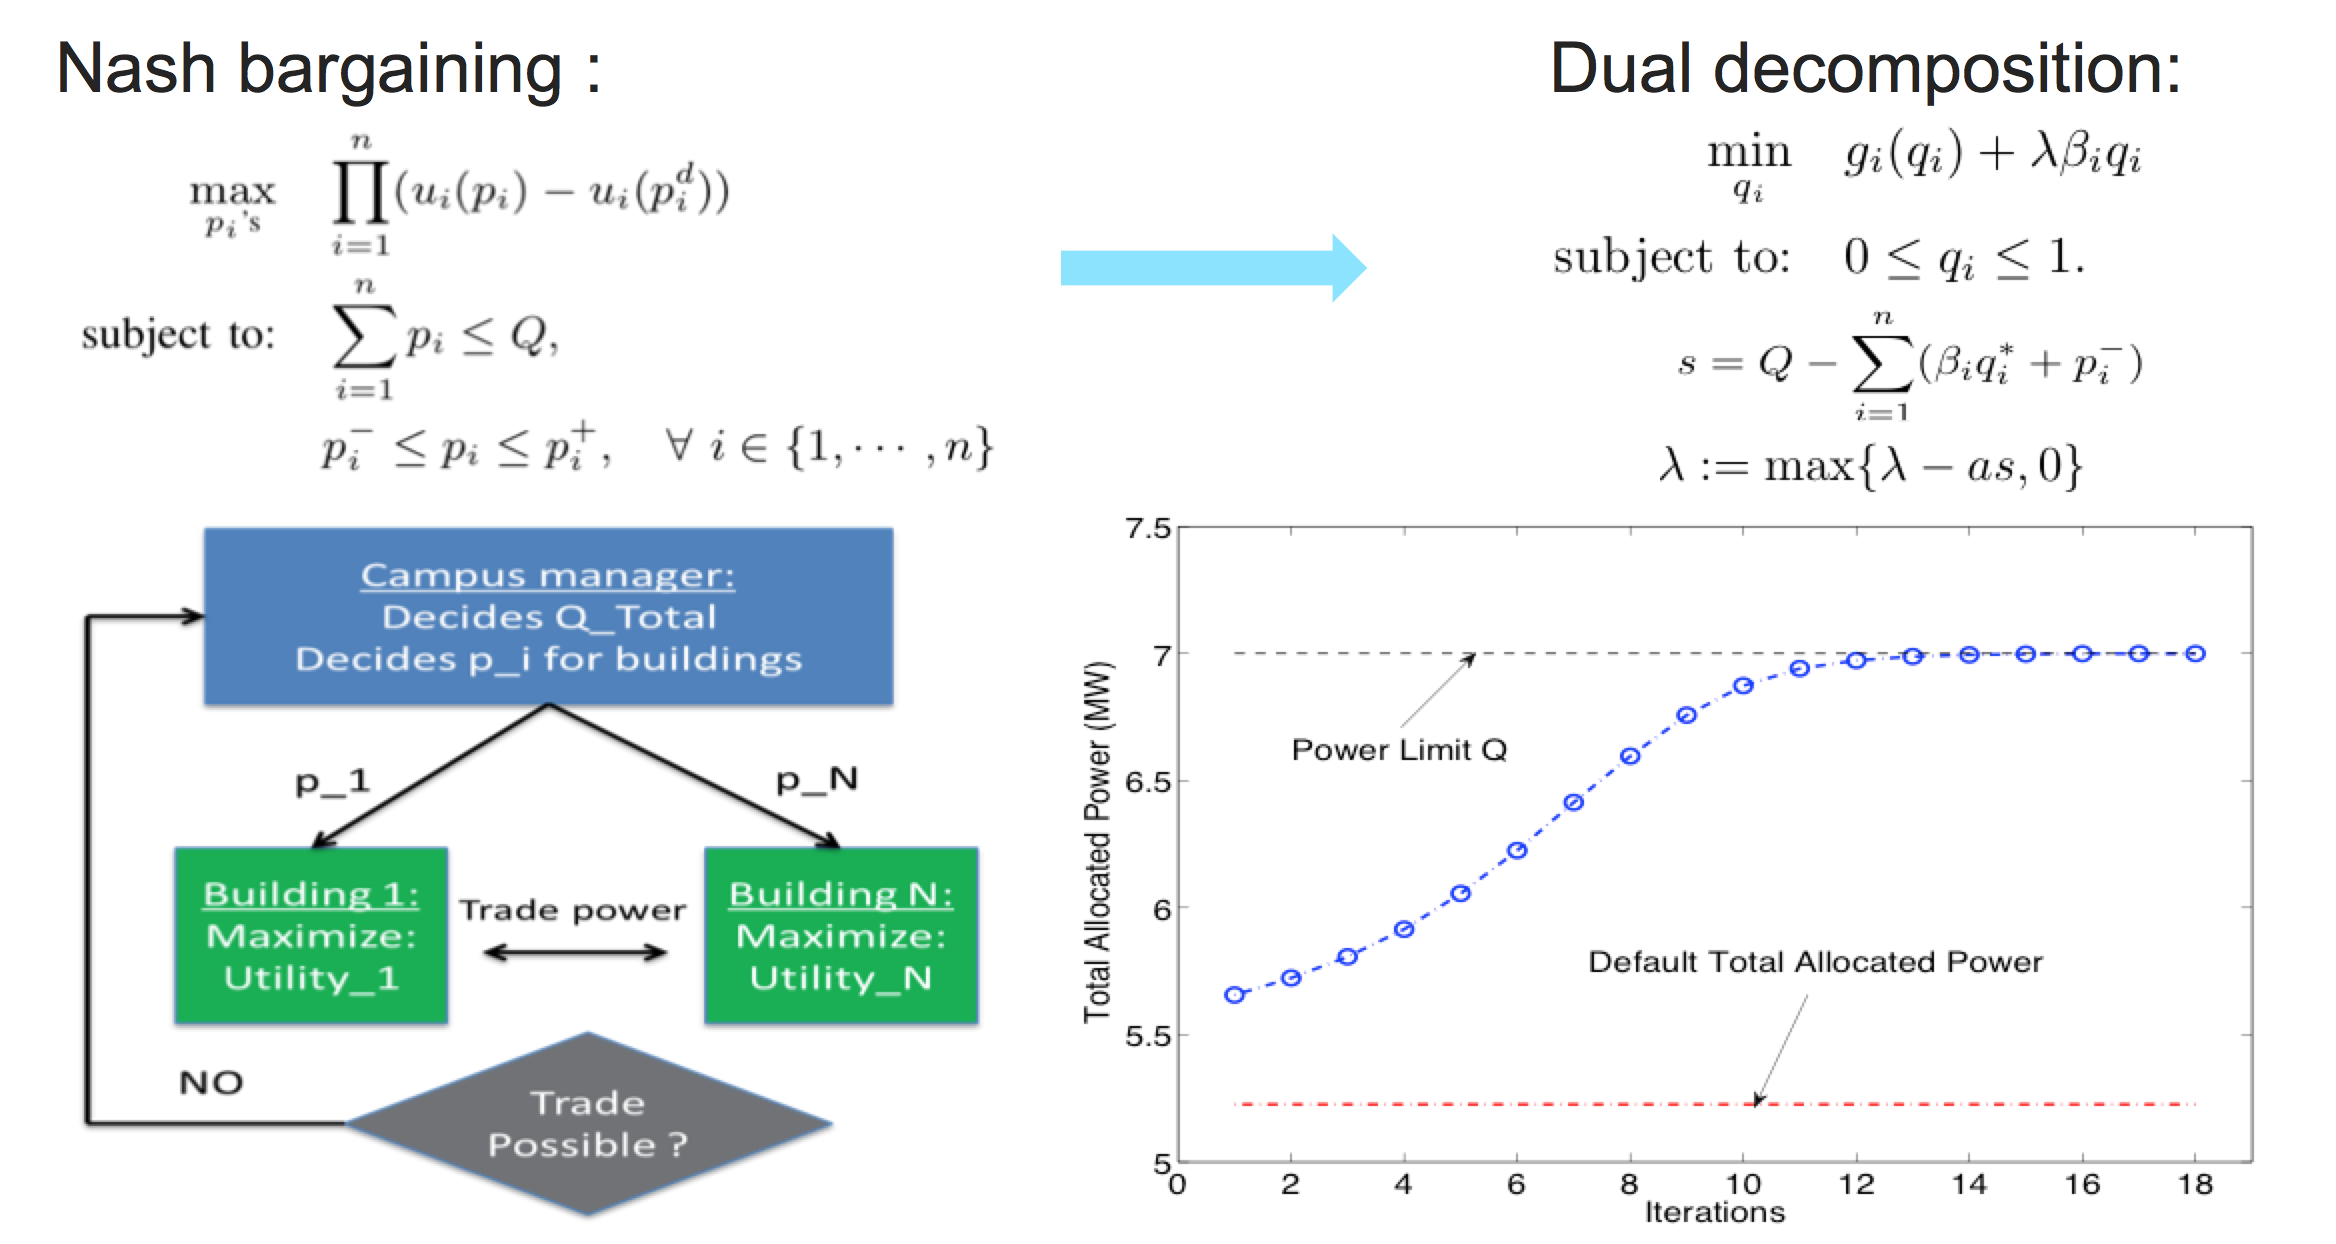 Nash bargaining :
max_{p_i's} \prod_{i=1}^{n} (u_i(p_i) − u_i(p_i^d))
subject to: \sum_{i=1}^{n} p_i ≤ Q,
p_i^- ≤ p_i ≤ p_i^+, ∀ i ∈ {1, ··· , n}
Dual decomposition:
min_{q_i} g_i(q_i) + λβ_i q_i
subject to: 0 ≤ q_i ≤ 1.
s = Q − \sum_{i=1}^{n} (β_i q_i^* + p_i^-)
λ := max{λ − as, 0}
Campus manager:
Decides Q_Total
Decides p_i for buildings
p_1
p_N
Building 1:
Maximize:
Utility_1
Trade power
Building N:
Maximize:
Utility_N
NO
Trade
Possible ?
Total Allocated Power (MW)
7.5
7
6.5
6
5.5
5
Power Limit Q
Default Total Allocated Power
0 2 4 6 8 10 12 14 16 18
Iterations